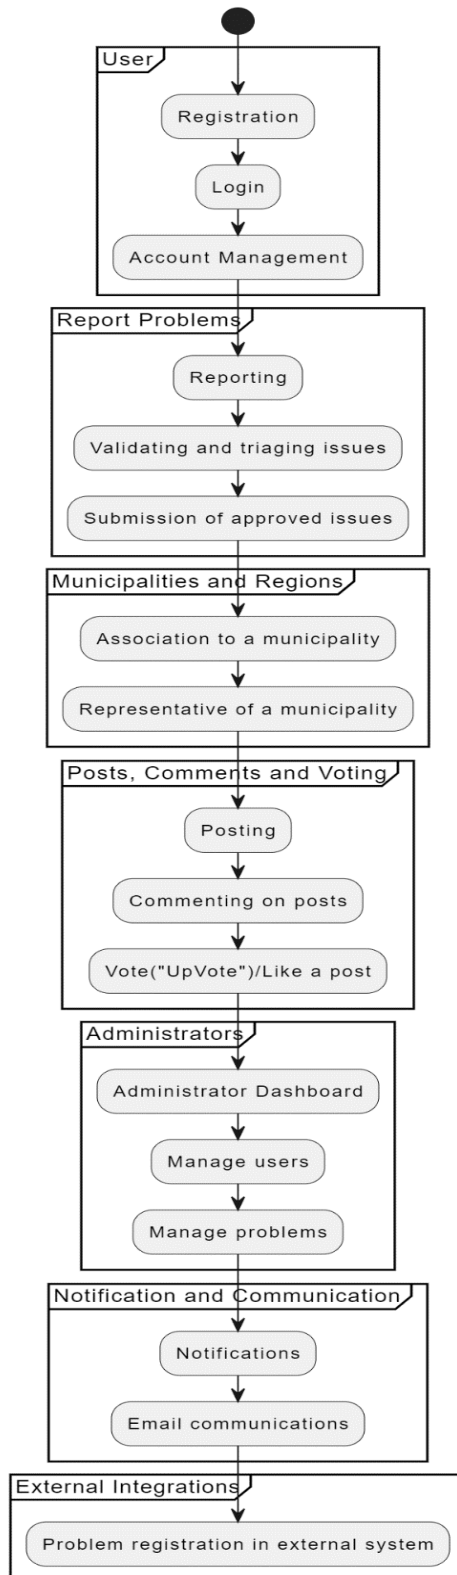 User
Registration
Login
Account Management
Report Problems
Reporting
Validating and triaging issues
Submission of approved issues
Municipalities and Regions
Association to a municipality
Representative of a municipality
Posts, Comments and Voting
Posting
Commenting on posts
Vote("UpVote")/Like a post
Administrators
Administrator Dashboard
Manage users
Manage problems
Notification and Communication
Notifications
Email communications
External Integrations
Problem registration in external system